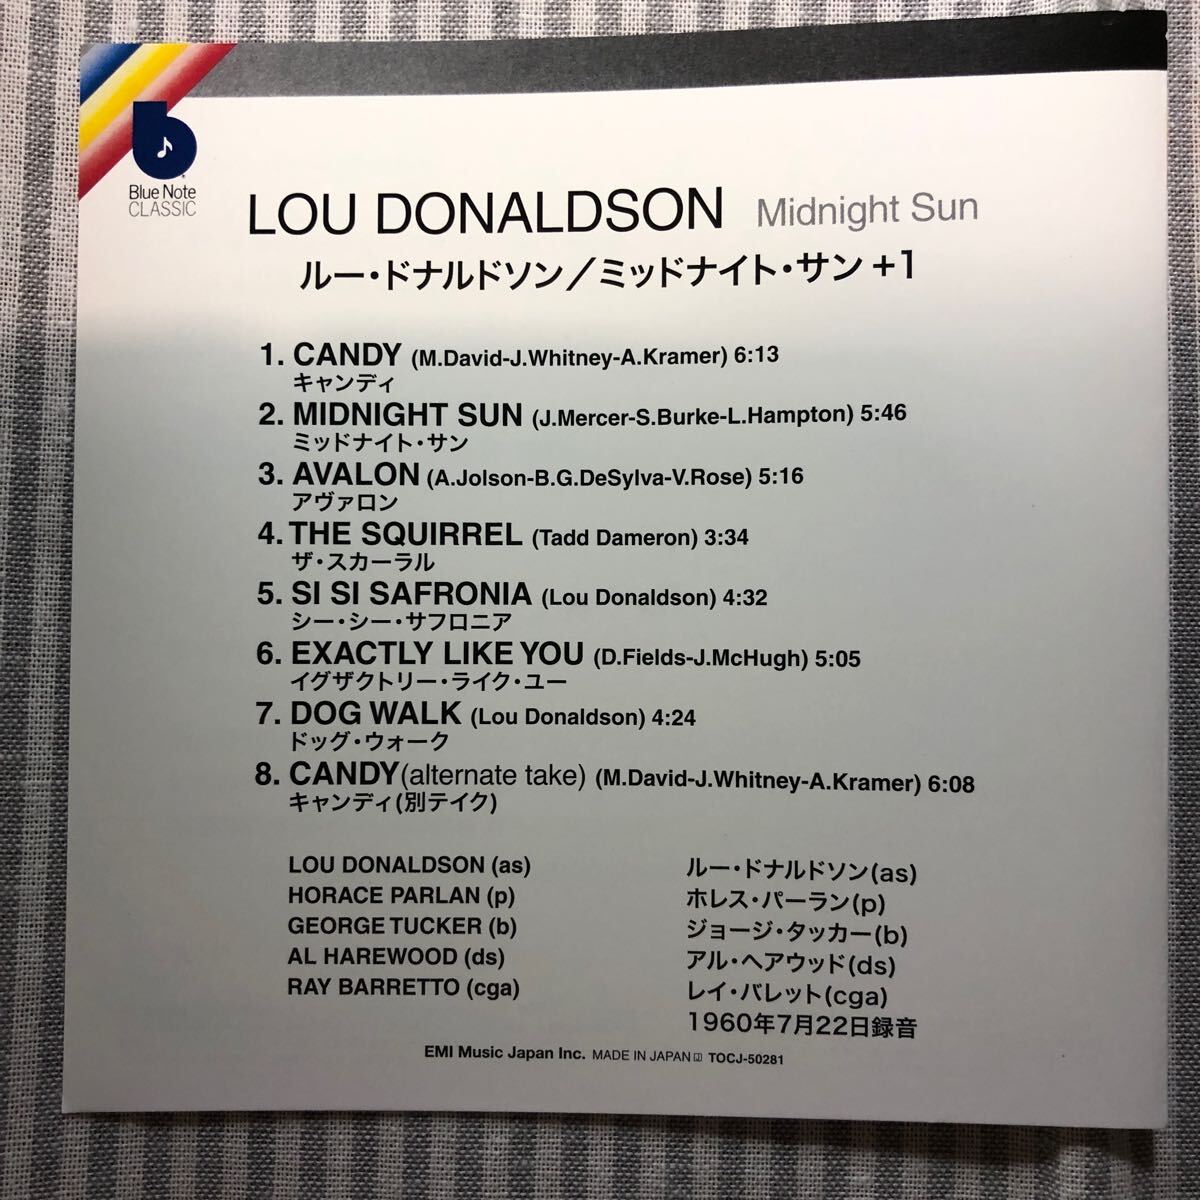 Blue Note
CLASSIC
LOU DONALDSON Midnight Sun
ルー・ドナルドソン／ミッドナイト・サン+1
1. CANDY (M.David-J.Whitney-A.Kramer) 6:13
キャンディ
2. MIDNIGHT SUN (J.Mercer-S.Burke-L.Hampton) 5:46
ミッドナイト・サン
3. AVALON (A.Jolson-B.G.DeSylva-V.Rose) 5:16
アヴァロン
4. THE SQUIRREL (Tadd Dameron) 3:34
ザ・スカーラル
5. SI SI SAFRONIA (Lou Donaldson) 4:32
シー・シー・サフロニア
6. EXACTLY LIKE YOU (D.Fields-J.McHugh) 5:05
イグザクトリー・ライク・ユー
7. DOG WALK (Lou Donaldson) 4:24
ドッグ・ウォーク
8. CANDY(alternate take) (M.David-J.Whitney-A.Kramer) 6:08
キャンディ(別テイク)
LOU DONALDSON (as)
HORACE PARLAN (p)
GEORGE TUCKER (b)
AL HAREWOOD (ds)
RAY BARRETTO (cga)
ルー・ドナルドソン(as)
ホレス・パーラン(p)
ジョージ・タッカー(b)
アル・ヘアウッド(ds)
レイ・バレット(cga)
1960年7月22日録音
EMI Music Japan Inc. MADE IN JAPAN TOCJ-50281